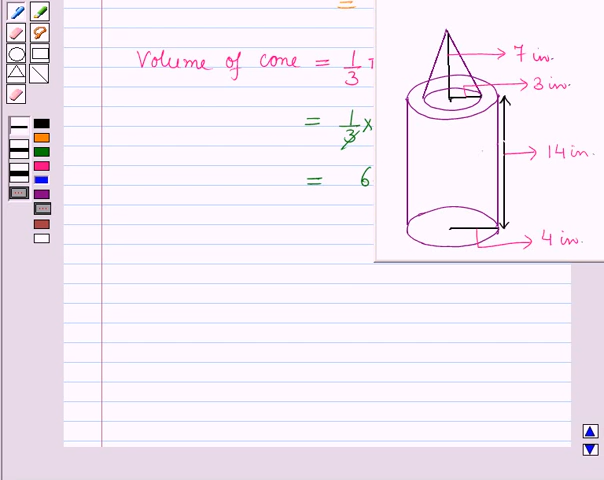 =
Volume of cone = 1/3
= 1/3 x
= 6
7 in.
3 in.
14 in.
4 in.